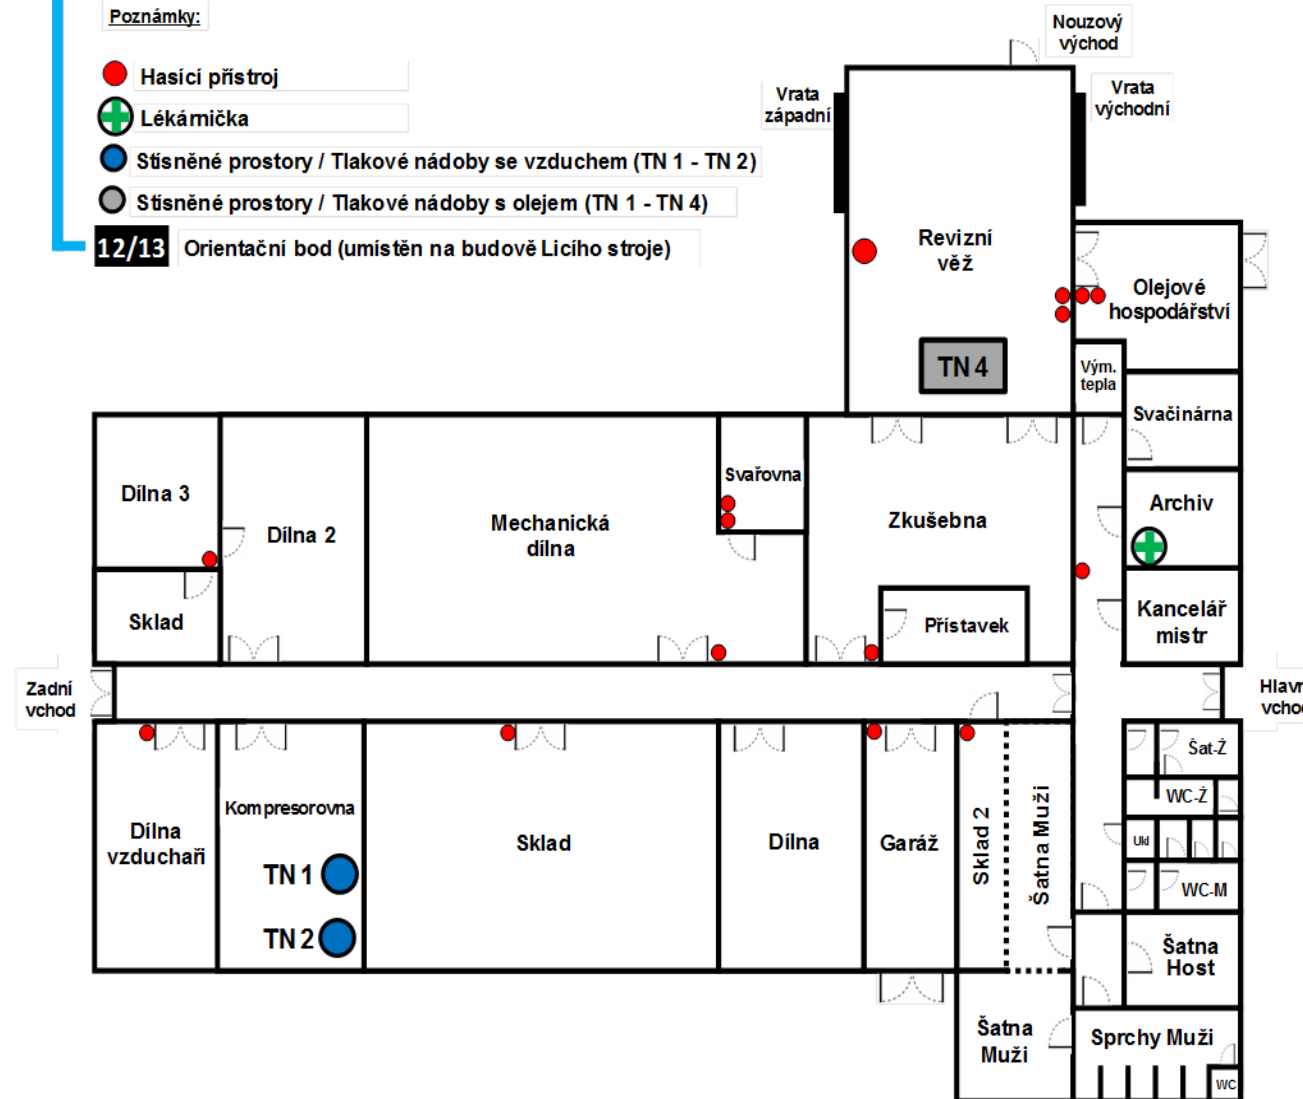 Poznámky:
Hasící přístroj
Lékárnička
Stísněné prostory / Tlakové nádoby se vzduchem (TN 1 - TN 2)
Stísněné prostory / Tlakové nádoby s olejem (TN 1 - TN 4)
12/13 Orientační bod (umístěn na budově Licího stroje)
Nouzový
východ
Vrata
západní
Vrata
východní
Revizní
věž
TN 4
Olejové
hospodářství
Vým.
tepla
Svačinárna
Archiv
Kancelář
mistr
Dílna 3
Sklad
Dílna 2
Mechanická
dílna
Svařovna
Zkušebna
Přístavek
Zadní
vchod
Hlavn
vchod
Dílna
vzduchaři
Kompresorovna
TN 1
TN 2
Sklad
Dílna
Garáž
Sklad 2
Šatna Muži
Šat-Ž
WC-Ž
Ukl
WC-M
Šatna
Host
Šatna
Muži
Sprchy Muži
WC